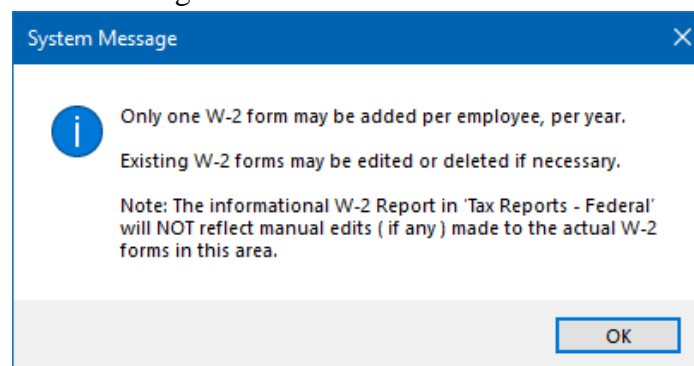 System Message
Only one W-2 form may be added per employee, per year.
Existing W-2 forms may be edited or deleted if necessary.
Note: The informational W-2 Report in 'Tax Reports - Federal'
will NOT reflect manual edits ( if any ) made to the actual W-2
forms in this area.
OK